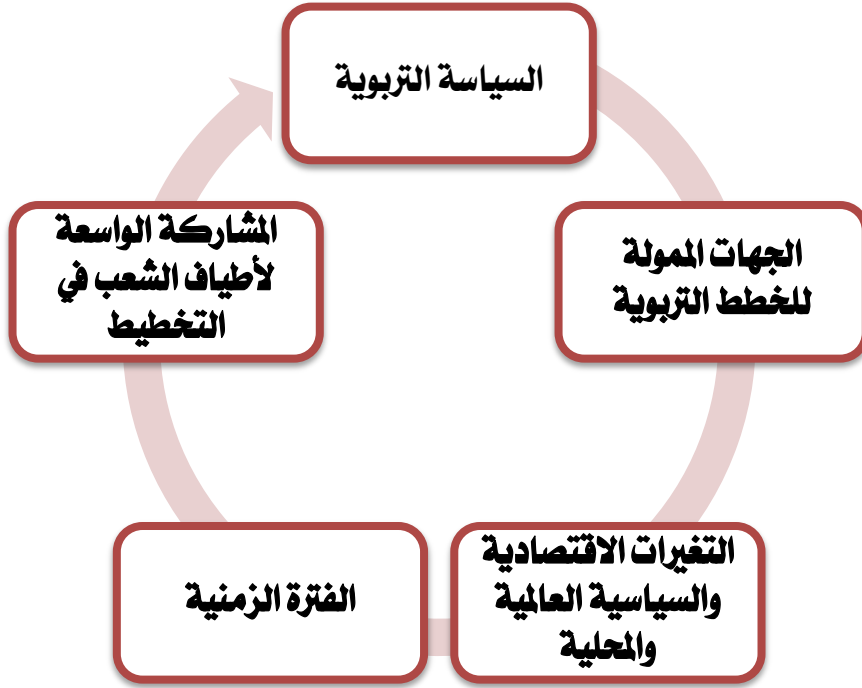 السياسة التربوية
الجهات الممولة
للخطط التربوية
التغيرات الاقتصادية
والسياسية العالمية
والمحلية
الفترة الزمنية
المشاركة الواسعة
لأطياف الشعب في
التخطيط